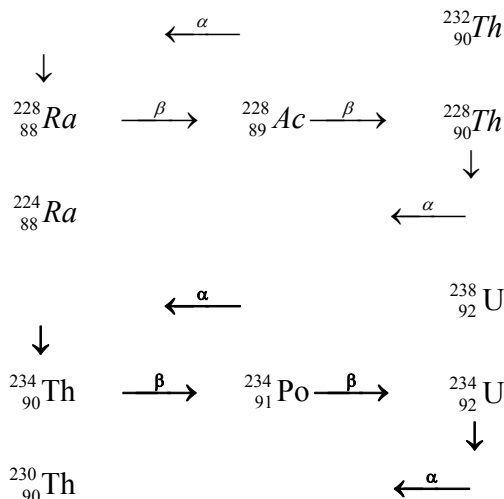 α ²³²₉₀Th
²²⁸₈₈Ra β ²²⁸₈₉Ac β ²²⁸₉₀Th
²²⁴₈₈Ra α
α ²³⁸₉₂U
²³⁴₉₀Th β ²³⁴₉₁Po β ²³⁴₉₂U
²³⁰₉₀Th α